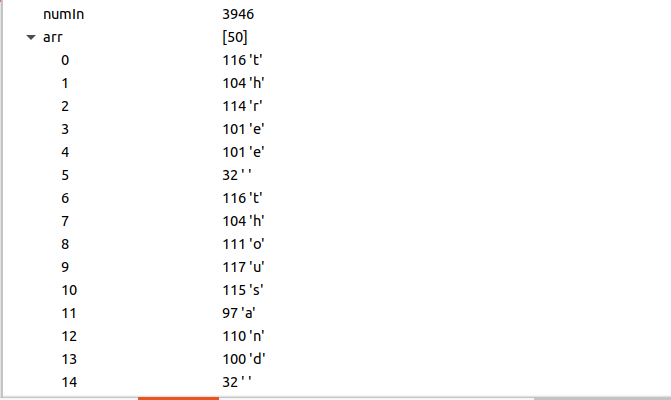 numIn 3946
arr [50]
0 116 't'
1 104 'h'
2 114 'r'
3 101 'e'
4 101 'e'
5 32 ' '
6 116 't'
7 104 'h'
8 111 'o'
9 117 'u'
10 115 's'
11 97 'a'
12 110 'n'
13 100 'd'
14 32 ' '